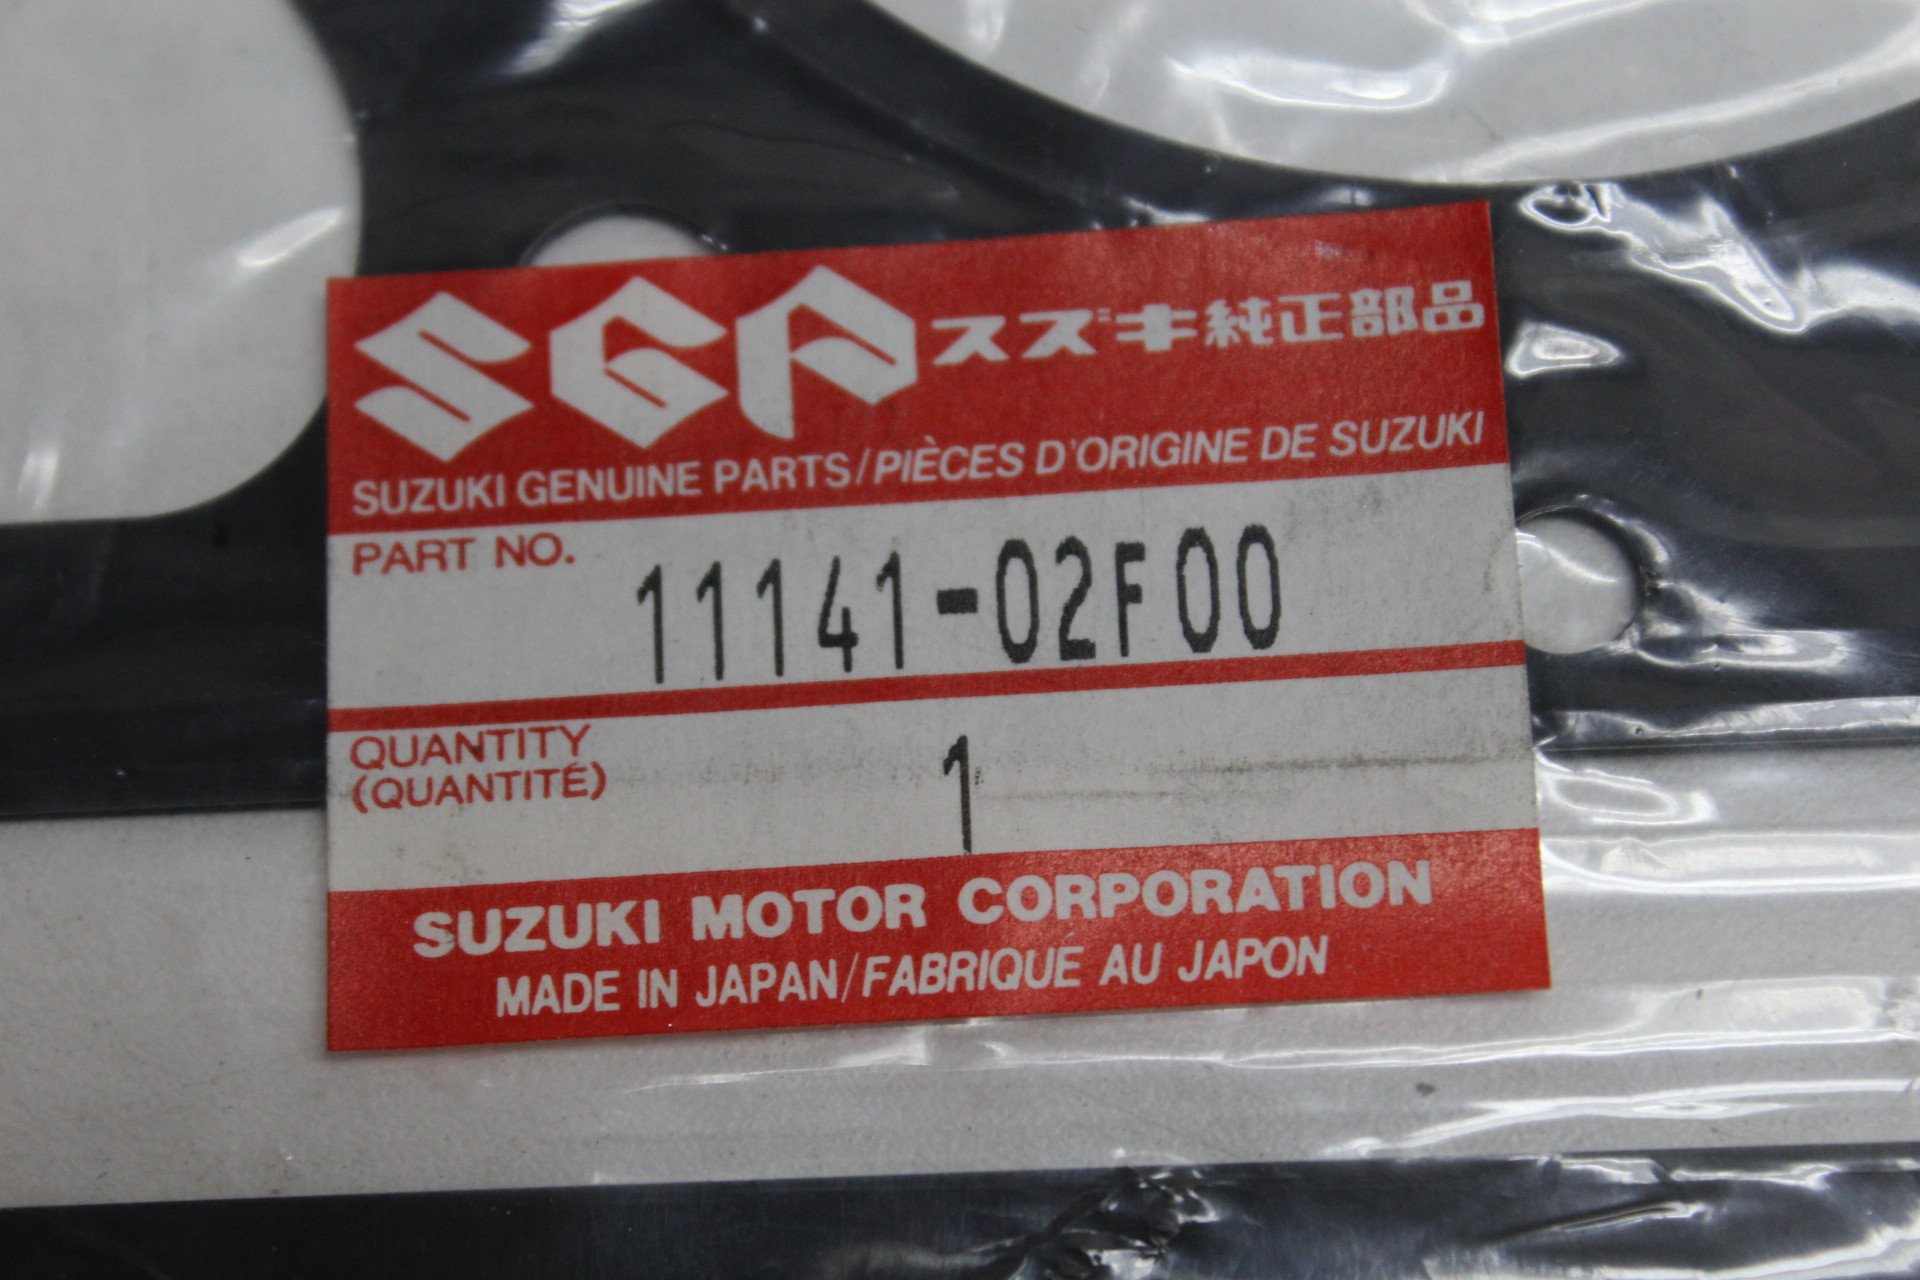 SGP スズキ純正部品
SUZUKI GENUINE PARTS/PIÈCES D'ORIGINE DE SUZUKI
PART NO. 11141-02F00
QUANTITY
(QUANTITÉ) 1
SUZUKI MOTOR CORPORATION
MADE IN JAPAN/FABRIQUE AU JAPON